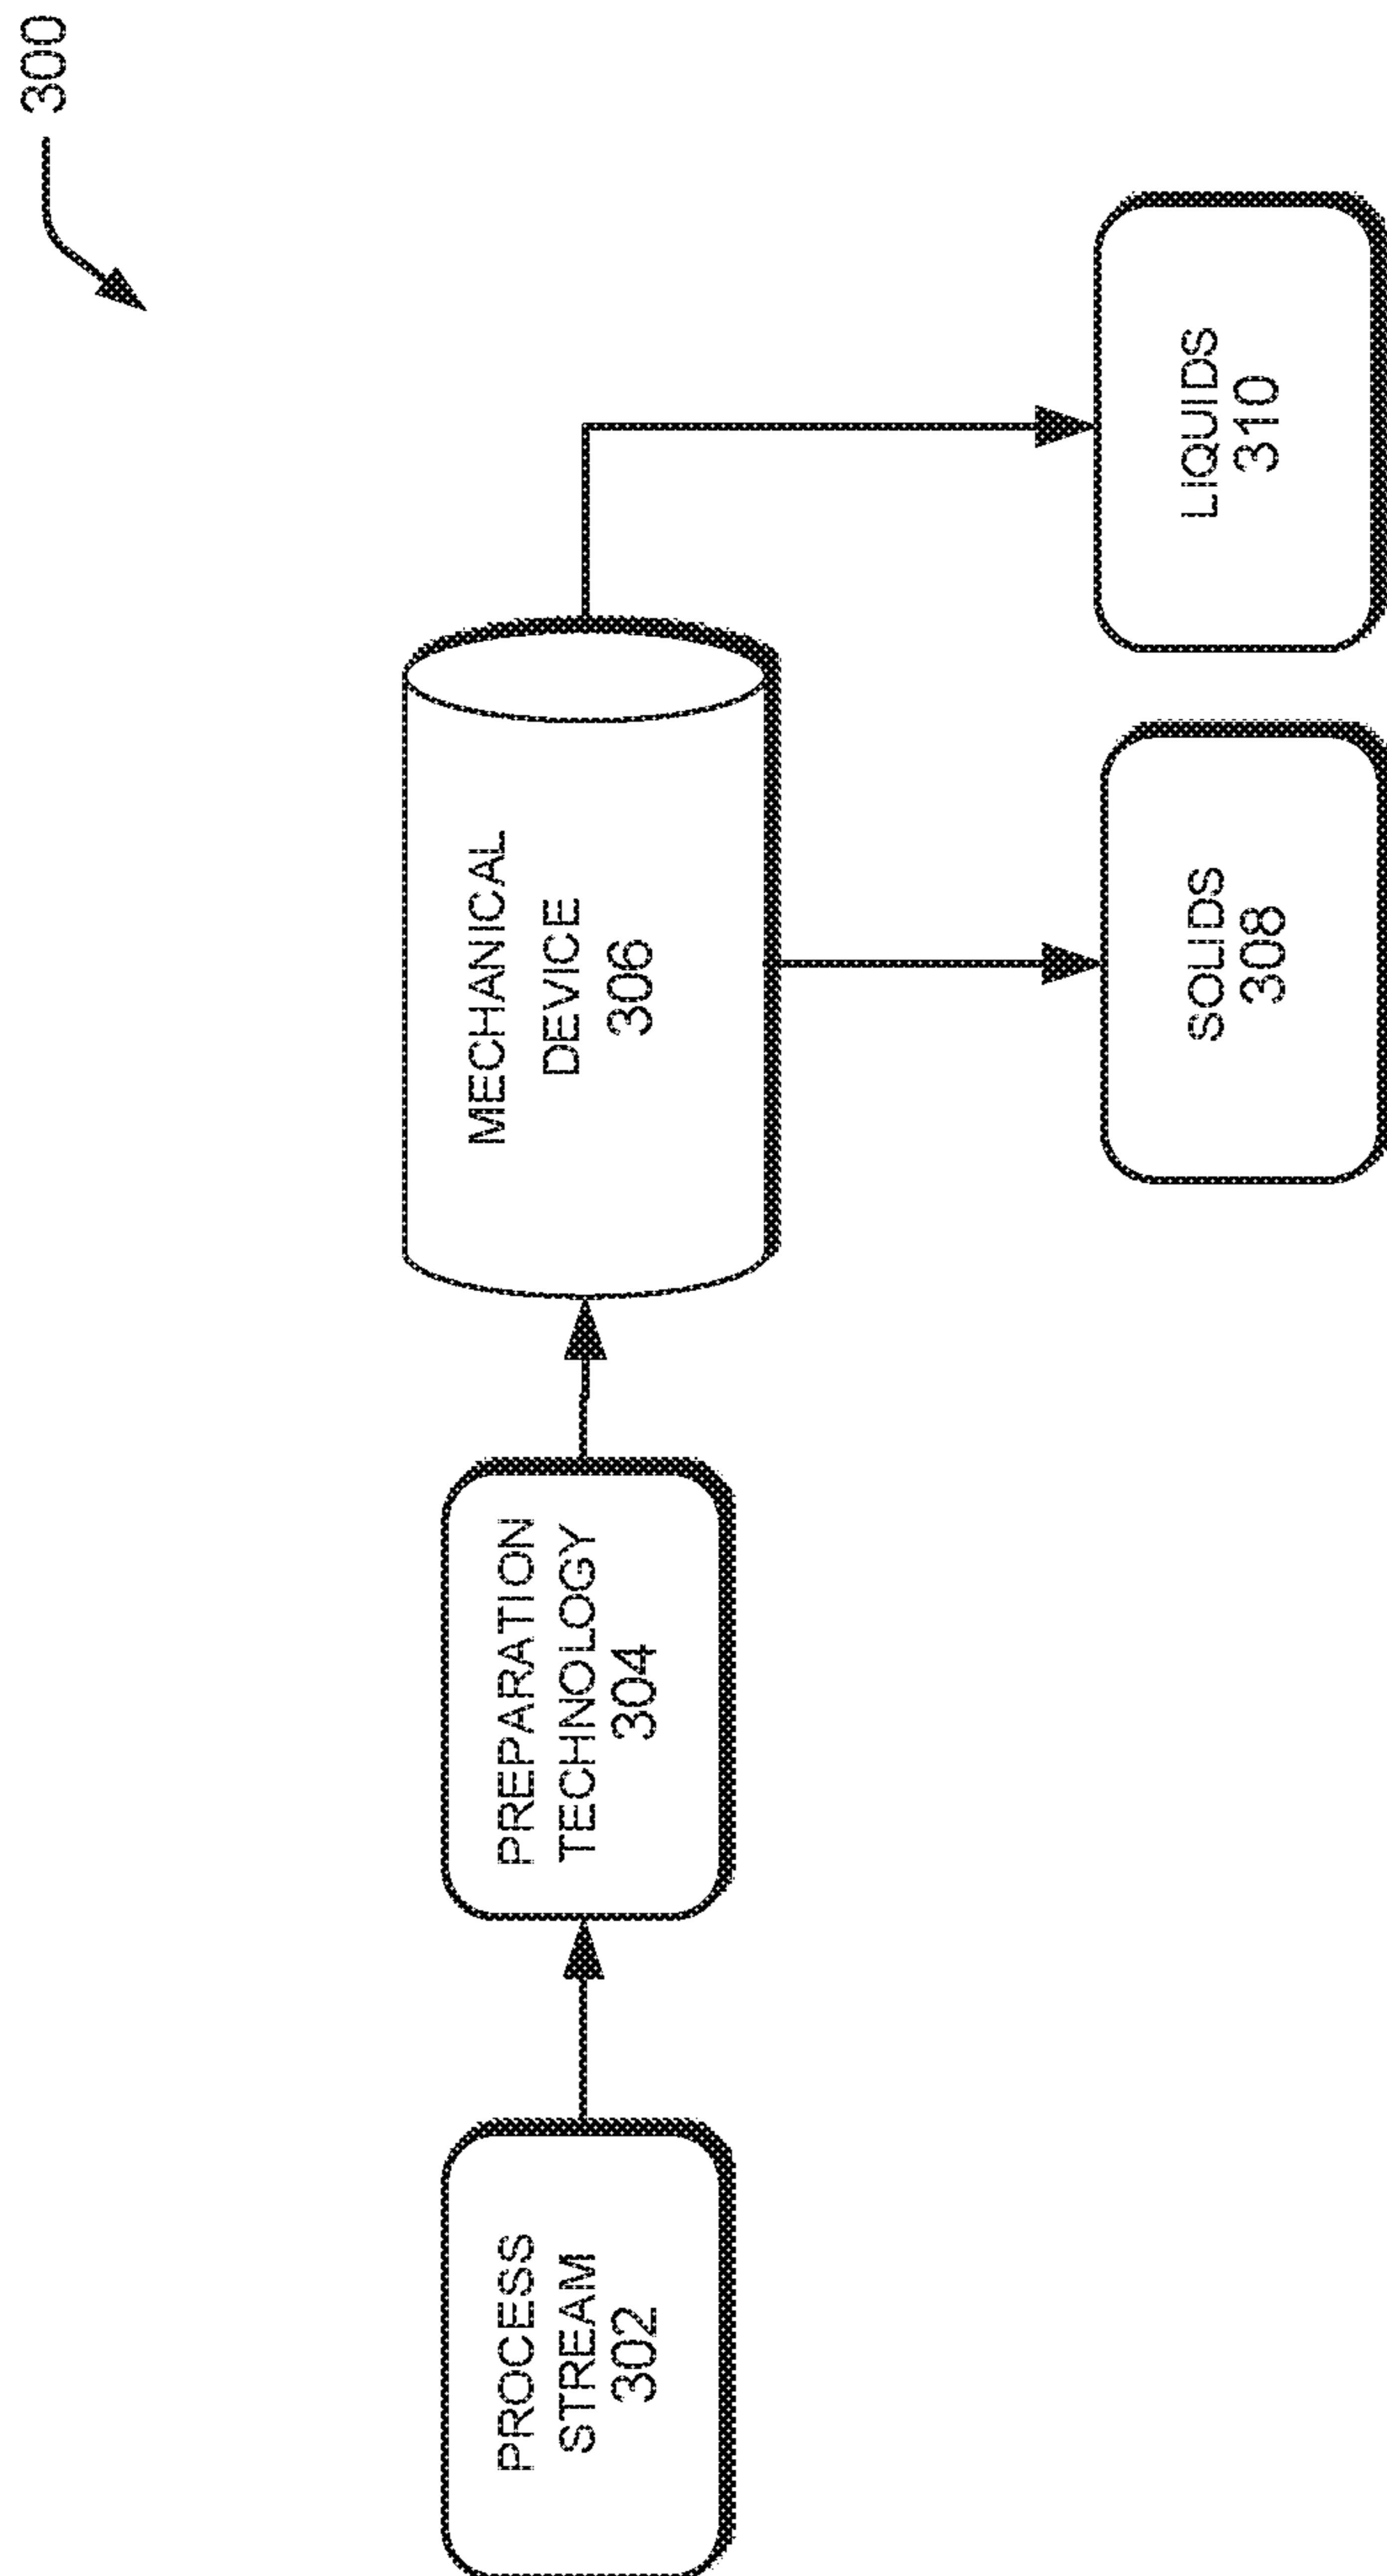 300
PROCESS
STREAM
302
PREPARATION
TECHNOLOGY
304
MECHANICAL
DEVICE
306
SOLIDS
308
LIQUIDS
310